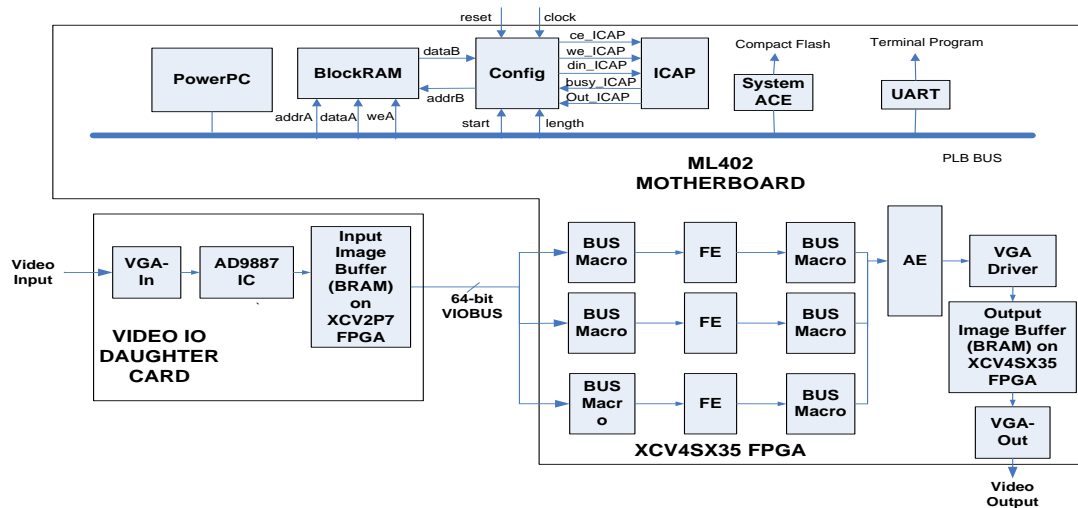 reset
clock
PowerPC
BlockRAM
dataB
addrB
Config
ce_ICAP
we_ICAP
din_ICAP
busy_ICAP
Out_ICAP
ICAP
Compact Flash
System
ACE
Terminal Program
UART
addrA
dataA
weA
start
length
PLB BUS
ML402
MOTHERBOARD
Video
Input
VGA-
In
AD9887
IC
`
Input
Image
Buffer
(BRAM)
on
XCV2P7
FPGA
VIDEO IO
DAUGHTER
CARD
64-bit
VIOBUS
BUS
Macro
FE
BUS
Macro
BUS
Macro
FE
BUS
Macro
BUS
Macr
o
FE
BUS
Macro
AE
VGA
Driver
Output
Image Buffer
(BRAM) on
XCV4SX35
FPGA
VGA-
Out
XCV4SX35 FPGA
Video
Output